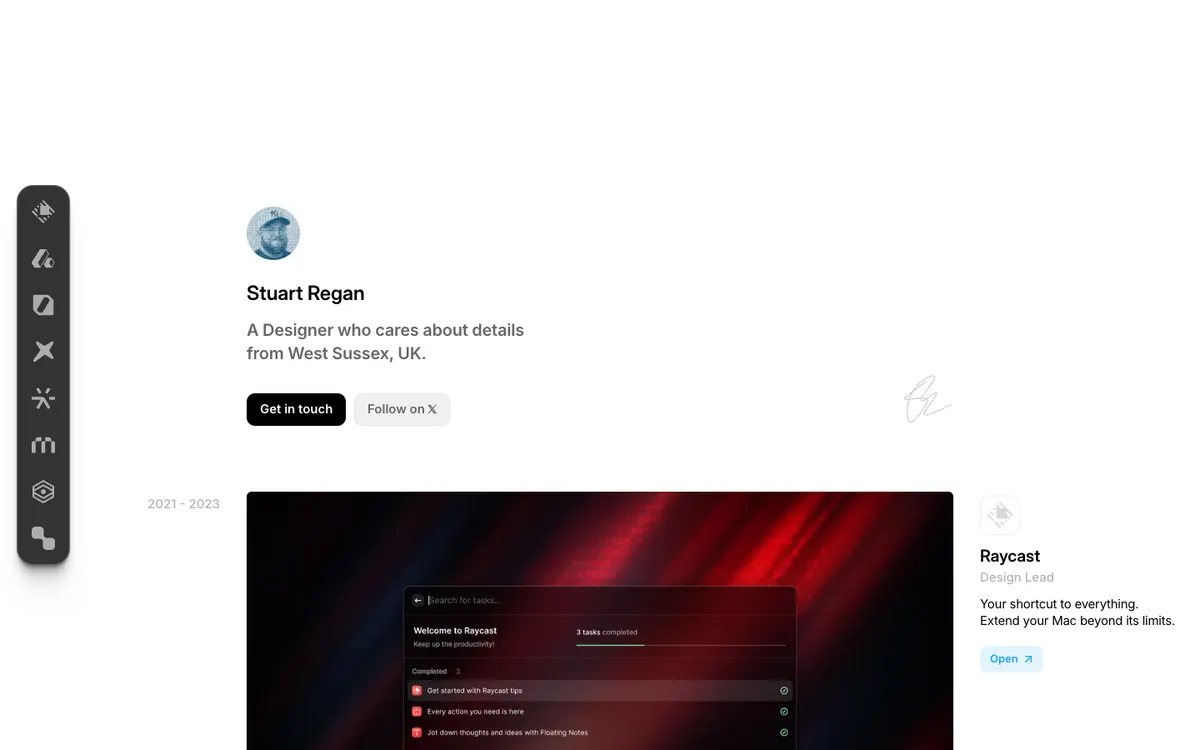 Stuart Regan
A Designer who cares about details
from West Sussex, UK.
Get in touch
Follow on 𝕏
2021 - 2023
Search for tasks...
Welcome to Raycast
Keep up the productivity!
3 tasks completed
Completed 3
Get started with Raycast tips
Every action you need is here
Jot down thoughts and ideas with Floating Notes
Raycast
Design Lead
Your shortcut to everything.
Extend your Mac beyond its limits.
Open